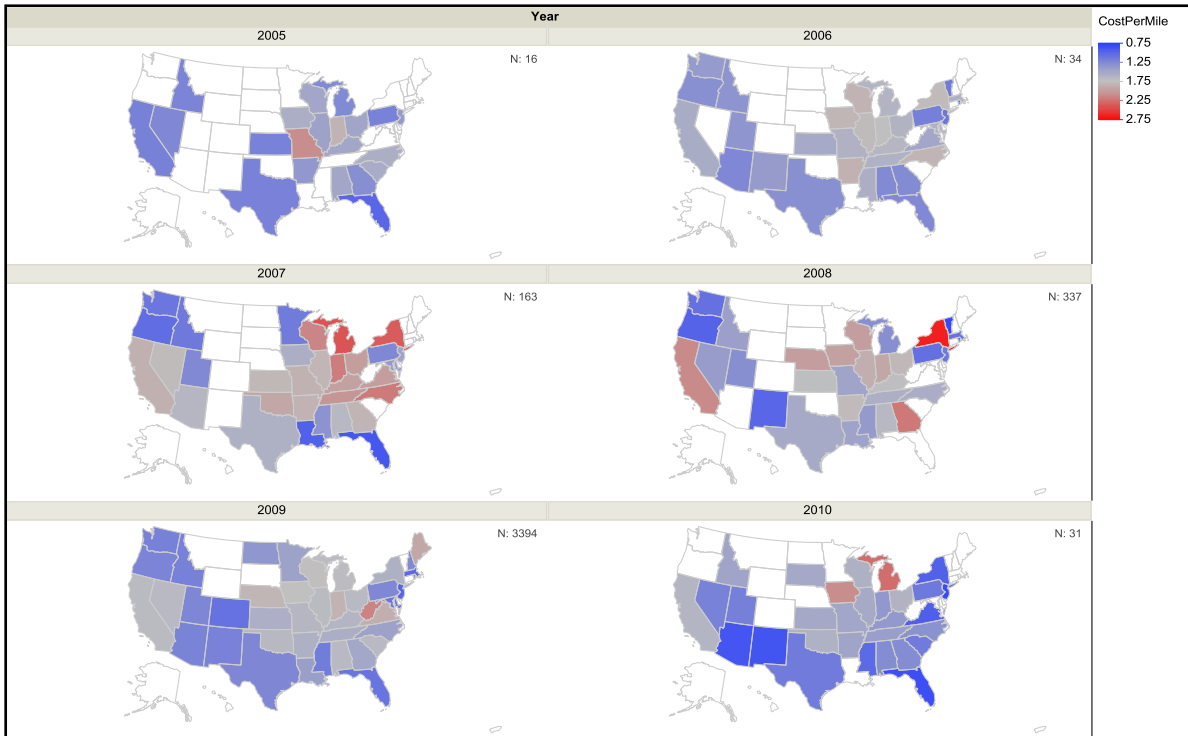 Year
2005
2006
N: 16
N: 34
2007
2008
N: 163
N: 337
2009
2010
N: 3394
N: 31
CostPerMile
0.75
1.25
1.75
2.25
2.75